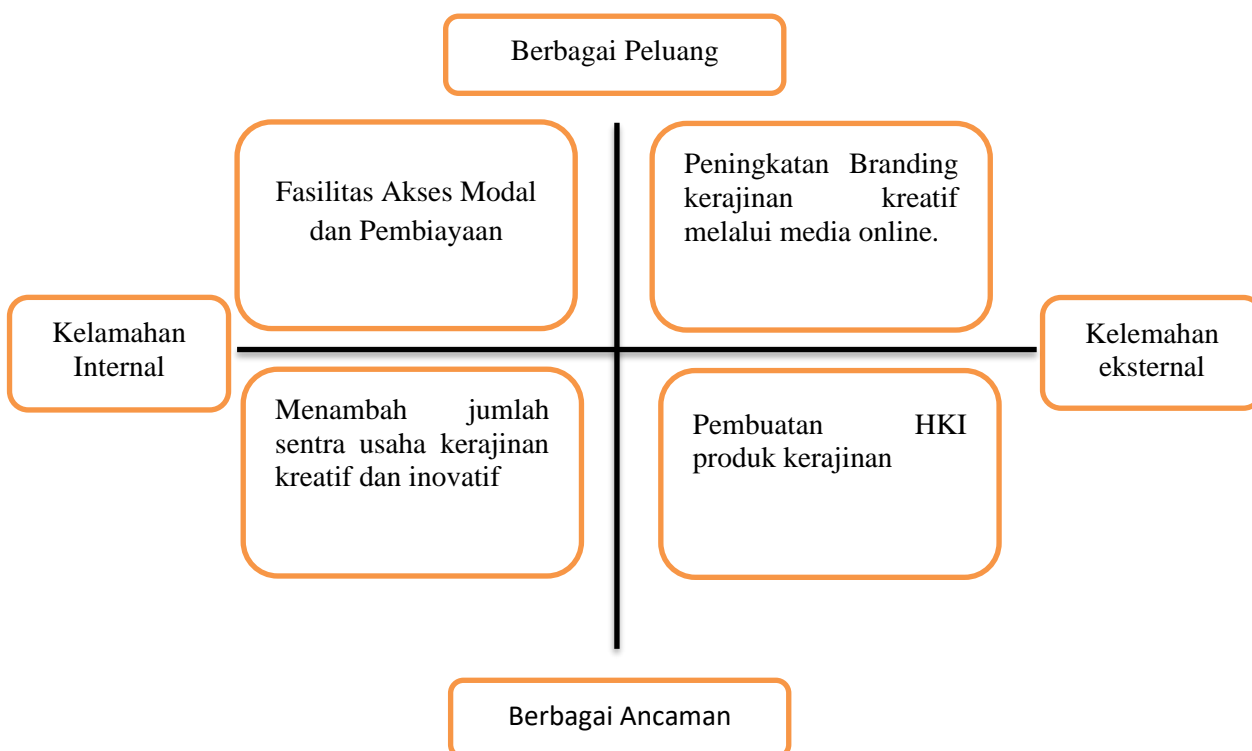 Berbagai Peluang
Fasilitas Akses Modal
dan Pembiayaan
Peningkatan Branding
kerajinan kreatif
melalui media online.
Kelamahan
Internal
Kelemahan
eksternal
Menambah jumlah
sentra usaha kerajinan
kreatif dan inovatif
Pembuatan HKI
produk kerajinan
Berbagai Ancaman